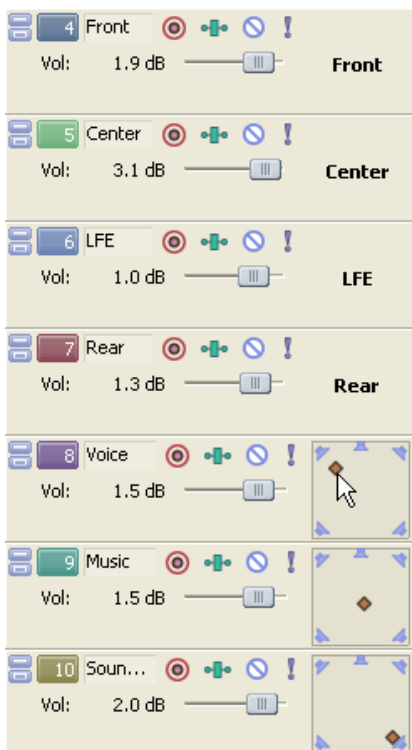 4 Front
Vol: 1.9 dB Front
5 Center
Vol: 3.1 dB Center
6 LFE
Vol: 1.0 dB LFE
7 Rear
Vol: 1.3 dB Rear
8 Voice
Vol: 1.5 dB
9 Music
Vol: 1.5 dB
10 Soun...
Vol: 2.0 dB